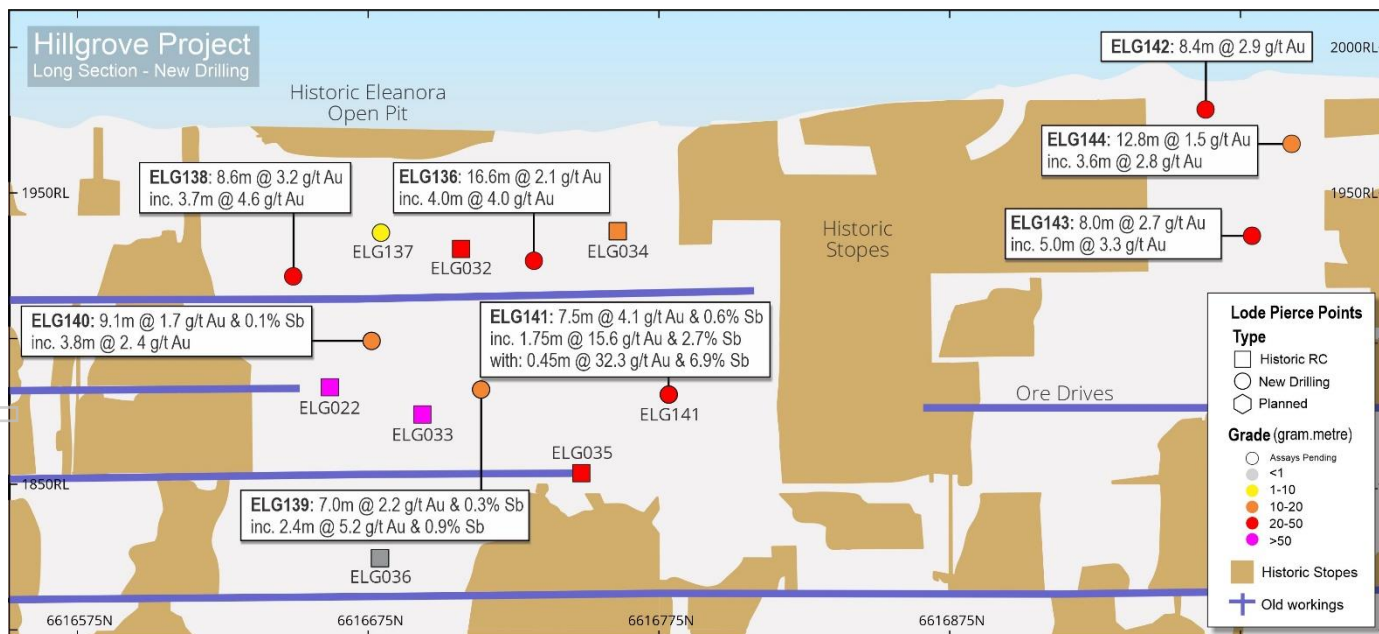 Hillgrove Project
Long Section - New Drilling
ELG142: 8.4m @ 2.9 g/t Au
2000RL
Historic Eleanora
Open Pit
ELG144: 12.8m @ 1.5 g/t Au
inc. 3.6m @ 2.8 g/t Au
ELG138: 8.6m @ 3.2 g/t Au
inc. 3.7m @ 4.6 g/t Au
ELG136: 16.6m @ 2.1 g/t Au
inc. 4.0m @ 4.0 g/t Au
1950RL
1950RL
ELG137
ELG032
ELG034
Historic
Stopes
ELG143: 8.0m @ 2.7 g/t Au
inc. 5.0m @ 3.3 g/t Au
ELG140: 9.1m @ 1.7 g/t Au & 0.1% Sb
inc. 3.8m @ 2. 4 g/t Au
ELG141: 7.5m @ 4.1 g/t Au & 0.6% Sb
inc. 1.75m @ 15.6 g/t Au & 2.7% Sb
with: 0.45m @ 32.3 g/t Au & 6.9% Sb
ELG022
ELG033
ELG141
Ore Drives
ELG035
1850RL
ELG139: 7.0m @ 2.2 g/t Au & 0.3% Sb
inc. 2.4m @ 5.2 g/t Au & 0.9% Sb
ELG036
Lode Pierce Points
Type
Historic RC
New Drilling
Planned
Grade (gram.metre)
Assays Pending
<1
1-10
10-20
20-50
>50
Historic Stopes
Old workings
6616575N
6616675N
6616775N
6616875N